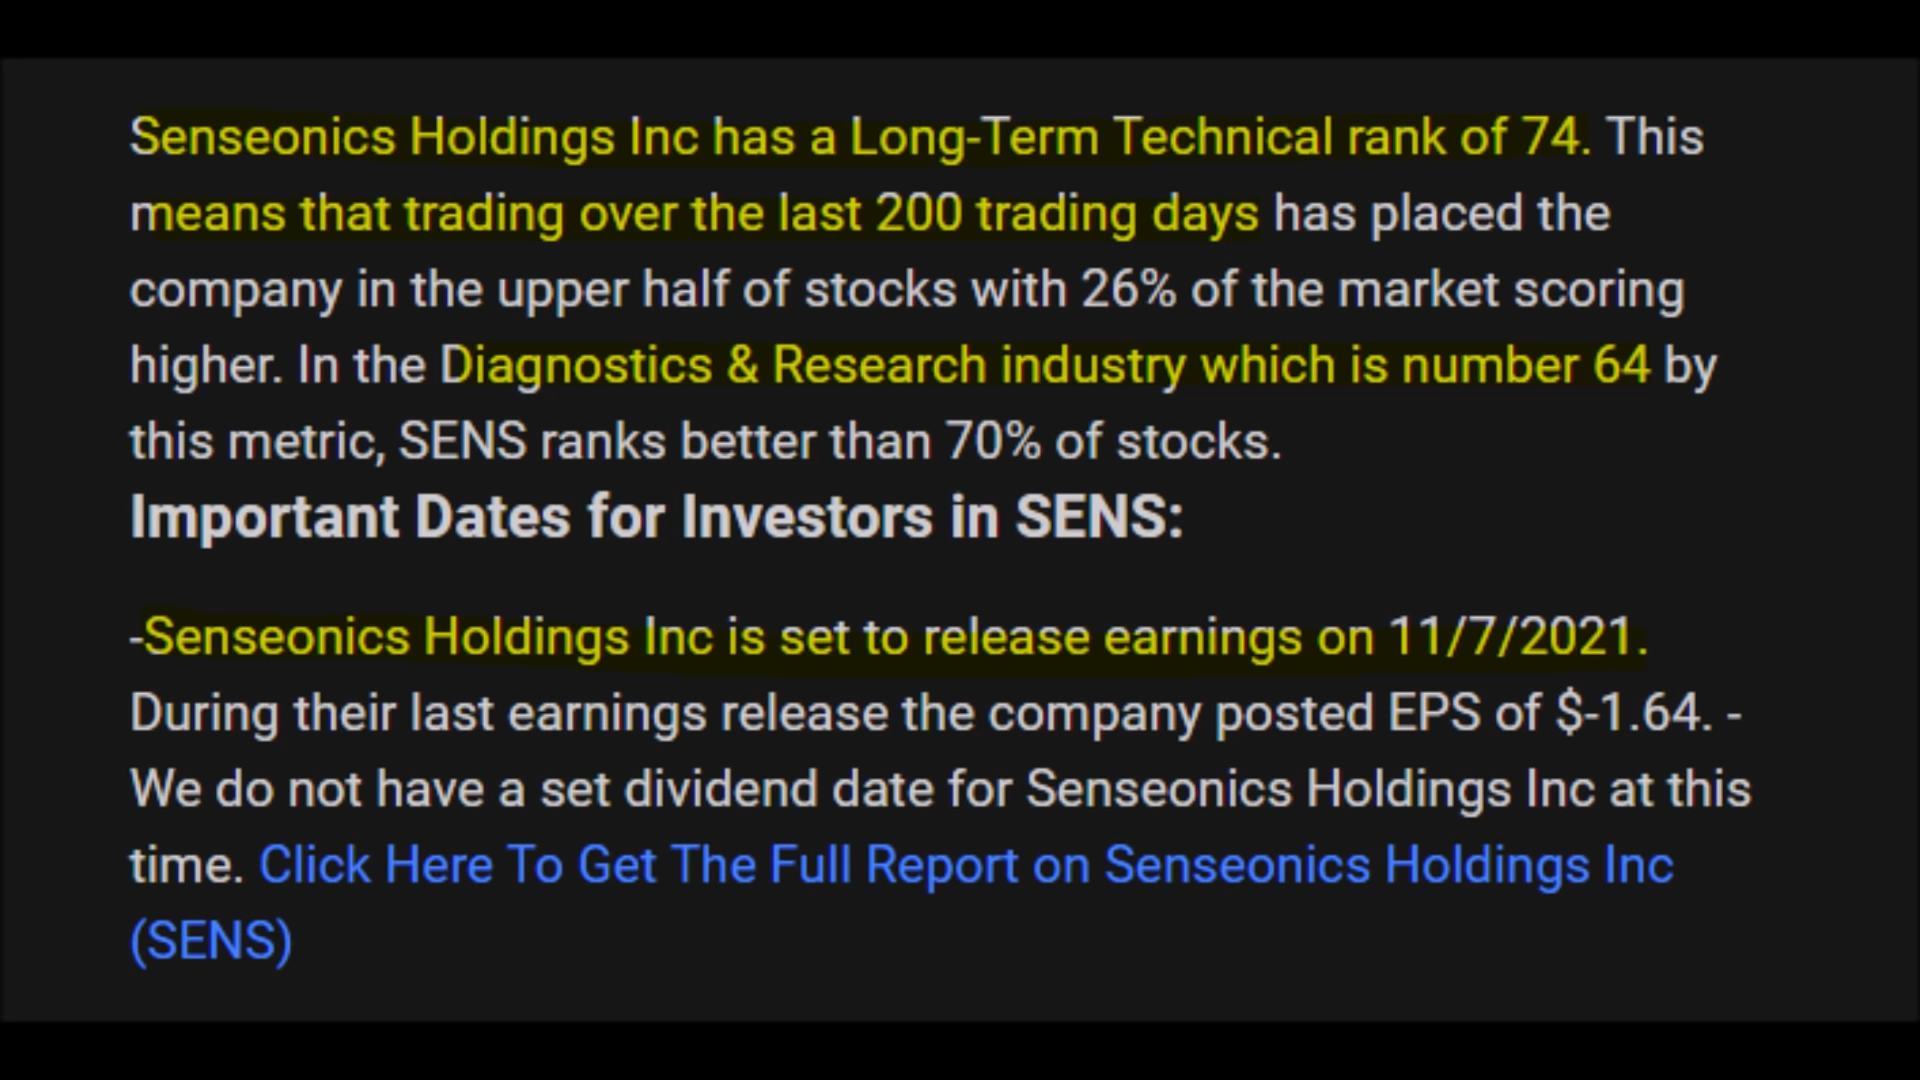 Senseonics Holdings Inc has a Long-Term Technical rank of 74. This
means that trading over the last 200 trading days has placed the
company in the upper half of stocks with 26% of the market scoring
higher. In the Diagnostics & Research industry which is number 64 by
this metric, SENS ranks better than 70% of stocks.
Important Dates for Investors in SENS:
-Senseonics Holdings Inc is set to release earnings on 11/7/2021.
During their last earnings release the company posted EPS of $-1.64. -
We do not have a set dividend date for Senseonics Holdings Inc at this
time. Click Here To Get The Full Report on Senseonics Holdings Inc
(SENS)